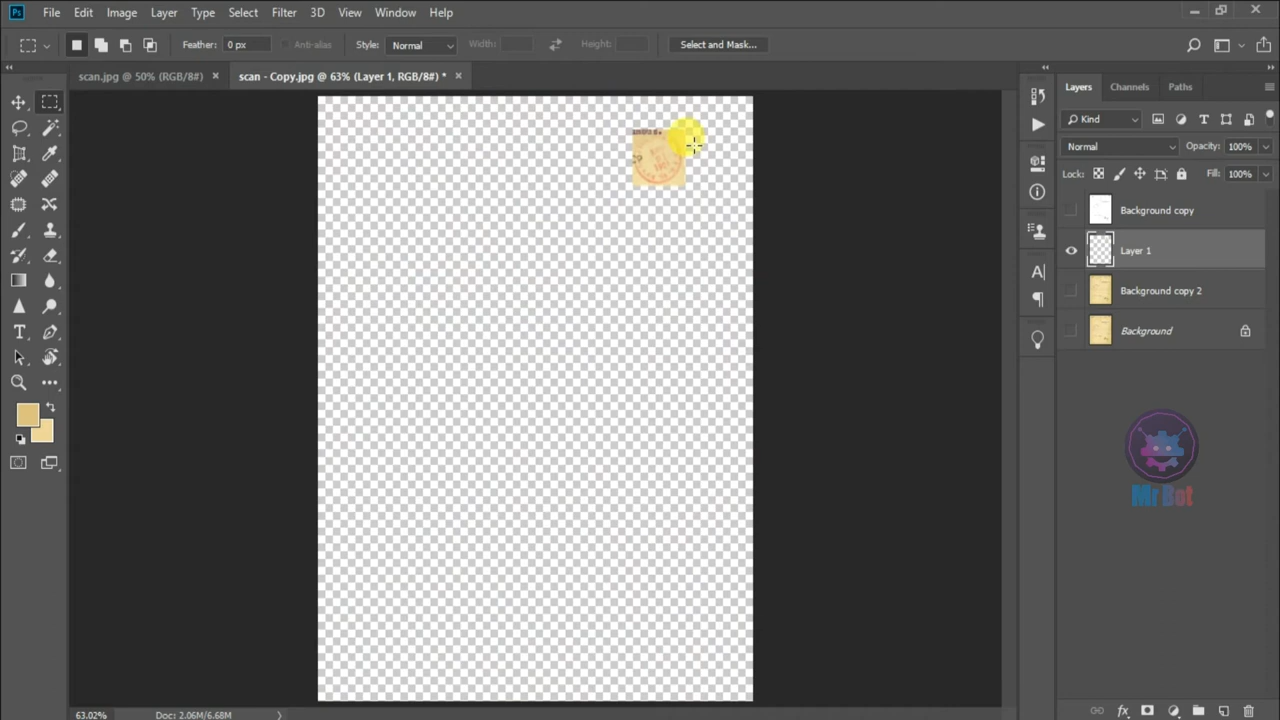 Ps File Edit Image Layer Type Select Filter 3D View Window Help
Feather: 0 px Anti-alias Style: Normal Width: Height: Select and Mask...
scan.jpg @ 50% (RGB/8#) × scan - Copy.jpg @ 63% (Layer 1, RGB/8#) * ×
Layers Channels Paths
Kind
Normal Opacity: 100%
Lock: Fill: 100%
Background copy
Layer 1
Background copy 2
Background
Mr Bot
63.02% Doc: 2.06M/6.68M